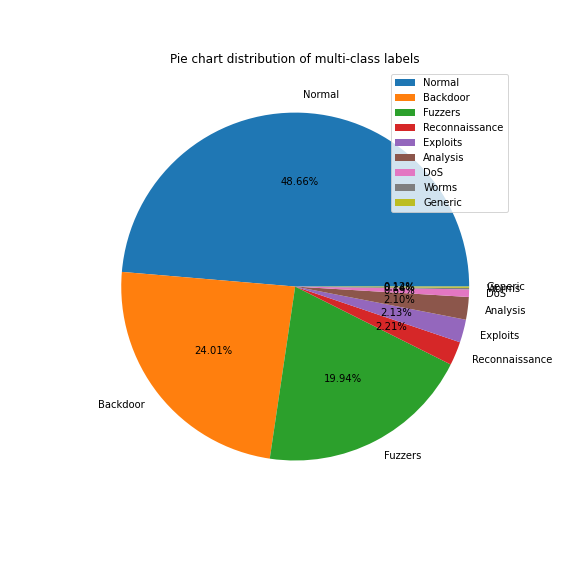 Pie chart distribution of multi-class labels
Normal
Normal
Backdoor
Fuzzers
Reconnaissance
Exploits
Analysis
DoS
Worms
Generic
48.66%
Generic
DoS
2.10%
Analysis
2.13%
Exploits
2.21%
Reconnaissance
24.01%
19.94%
Backdoor
Fuzzers